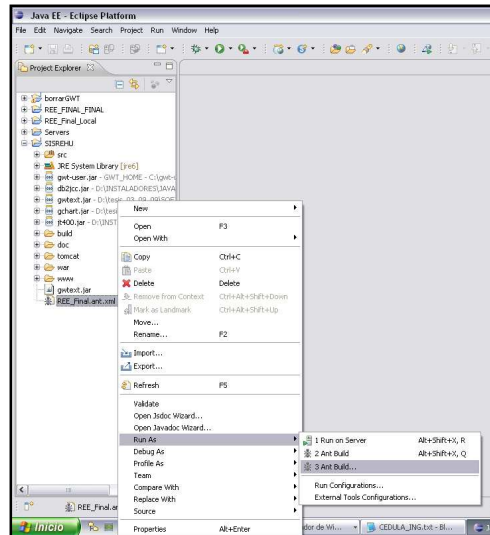 Java EE - Eclipse Platform
File Edit Navigate Search Project Run Window Help
Project Explorer
borrarGWT
REE_FINAL_FINAL
REE_Final_Local
Servers
SISREHU
src
JRE System Library [jre6]
gwt-user.jar - GWT_HOME - C:\gwt-
db2jcc.jar - D:\INSTALADORES\JAVA
gwtext.jar - D:\tesis
gchart.jar - D:\tesi
jt400.jar - D:\INST
build
doc
tomcat
war
www
gwtext.jar
REE_Final.ant.xml
New
Open F3
Open With
Copy Ctrl+C
Paste Ctrl+V
Delete Delete
Remove from Context Ctrl+Alt+Shift+Down
Mark as Landmark Ctrl+Alt+Shift+Up
Move...
Rename... F2
Import...
Export...
Refresh F5
Validate
Open Jsdoc Wizard...
Open Javadoc Wizard...
Run As
Debug As
Profile As
Team
Compare With
Replace With
Source
Properties Alt+Enter
1 Run on Server Alt+Shift+X, R
2 Ant Build Alt+Shift+X, Q
3 Ant Build...
Run Configurations...
External Tools Configurations...
REE_Final.ar
Inicio
dor de Wi...
CEDULA_ING.txt - Bl...